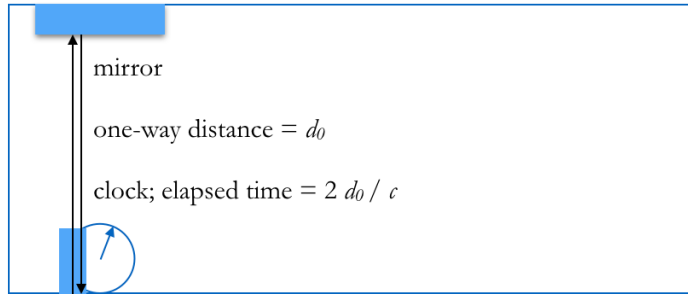 mirror
one-way distance = d₀
clock; elapsed time = 2 d₀ / c